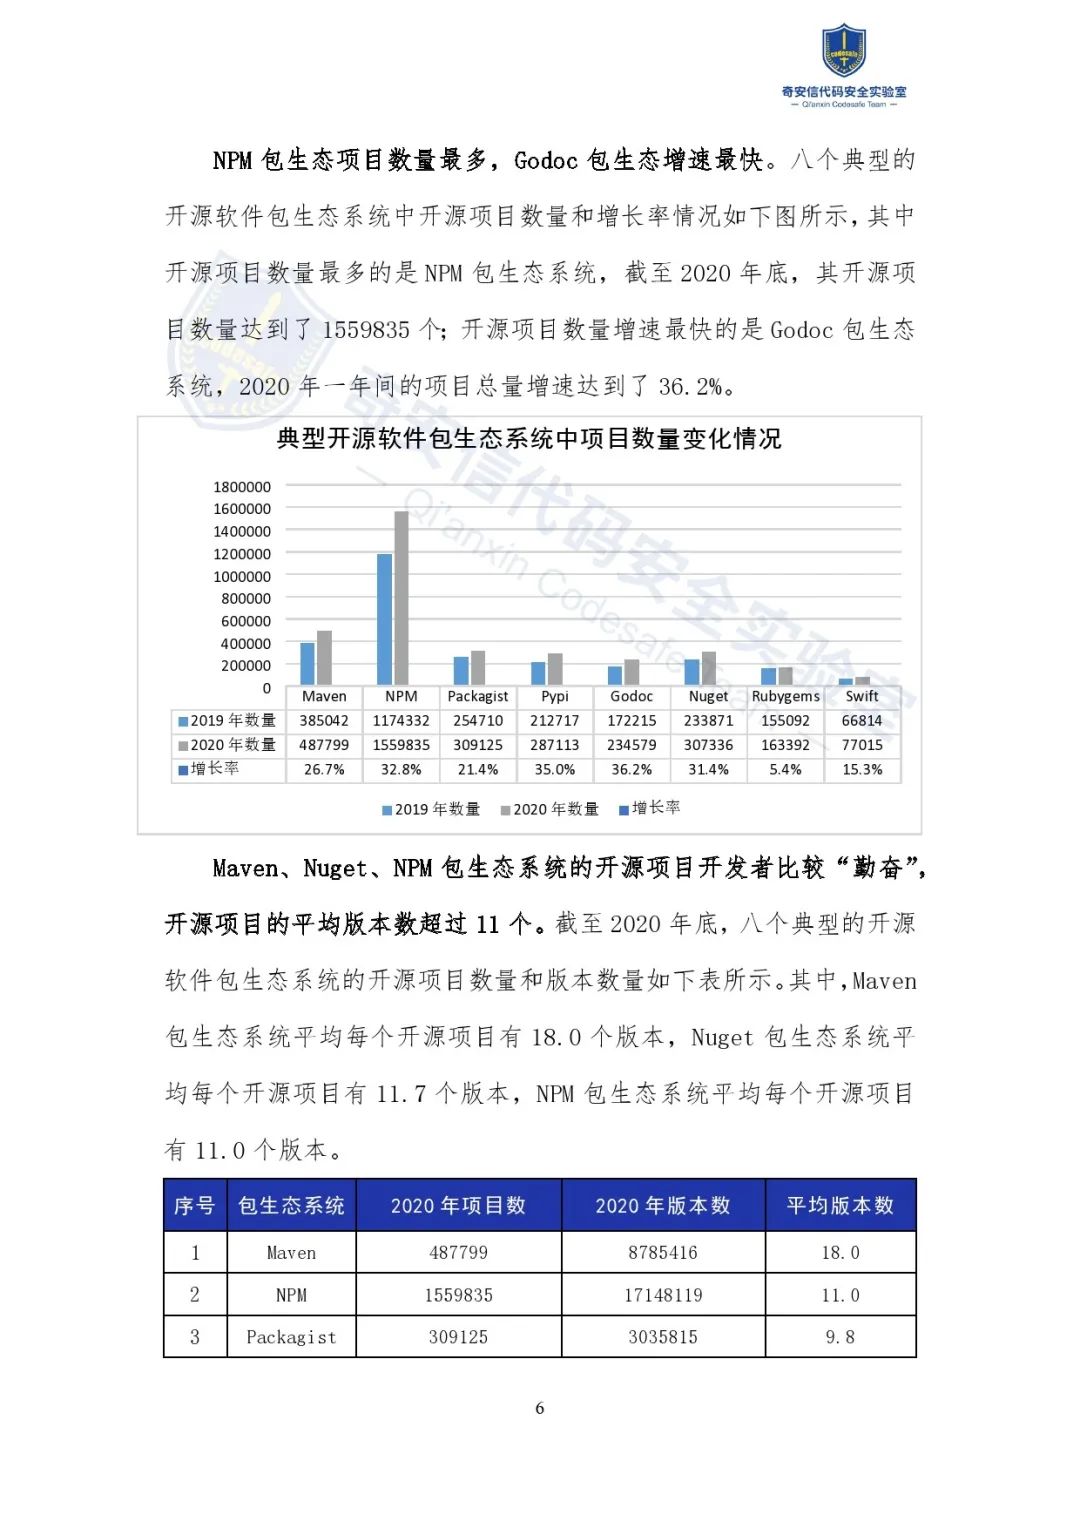 codesafe
奇安信代码安全实验室
— Qi'anxin Codesafe Team —
NPM 包生态项目数量最多，Godoc 包生态增速最快。八个典型的
开源软件包生态系统中开源项目数量和增长率情况如下图所示，其中
开源项目数量最多的是 NPM 包生态系统，截至 2020 年底，其开源项
目数量达到了 1559835 个；开源项目数量增速最快的是 Godoc 包生态
系统，2020 年一年间的项目总量增速达到了 36.2%。
codesafe
奇安信代码安全实验室
— Qi'anxin Codesafe Team —
典型开源软件包生态系统中项目数量变化情况
1800000
1600000
1400000
1200000
1000000
800000
600000
400000
200000
0
Maven NPM Packagist Pypi Godoc Nuget Rubygems Swift
2019 年数量 385042 1174332 254710 212717 172215 233871 155092 66814
2020 年数量 487799 1559835 309125 287113 234579 307336 163392 77015
增长率 26.7% 32.8% 21.4% 35.0% 36.2% 31.4% 5.4% 15.3%
2019 年数量 2020 年数量 增长率
Maven、Nuget、NPM 包生态系统的开源项目开发者比较“勤奋”，
开源项目的平均版本数超过 11 个。截至 2020 年底，八个典型的开源
软件包生态系统的开源项目数量和版本数量如下表所示。其中，Maven
包生态系统平均每个开源项目有 18.0 个版本，Nuget 包生态系统平
均每个开源项目有 11.7 个版本，NPM 包生态系统平均每个开源项目
有 11.0 个版本。
序号 包生态系统 2020 年项目数 2020 年版本数 平均版本数
1 Maven 487799 8785416 18.0
2 NPM 1559835 17148119 11.0
3 Packagist 309125 3035815 9.8
6